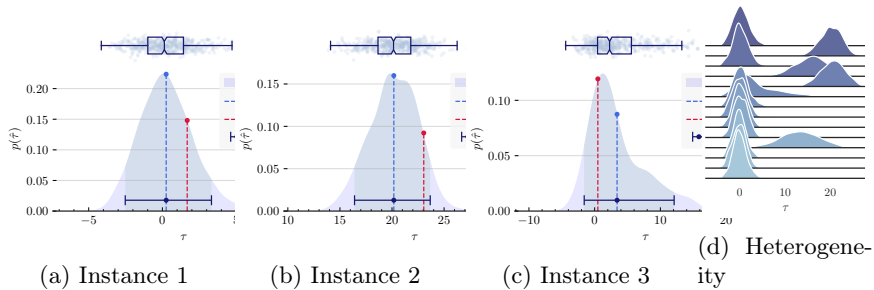 0.20
0.15
0.10
0.05
0.00
p(τ̂)
−5
0
5
τ
(a) Instance 1
0.15
0.10
0.05
0.00
p(τ̂)
10
15
20
25
τ
(b) Instance 2
0.10
0.05
0.00
p(τ̂)
−10
0
10
τ
(c) Instance 3
0
10
20
τ
20
(d) Heterogene-
ity